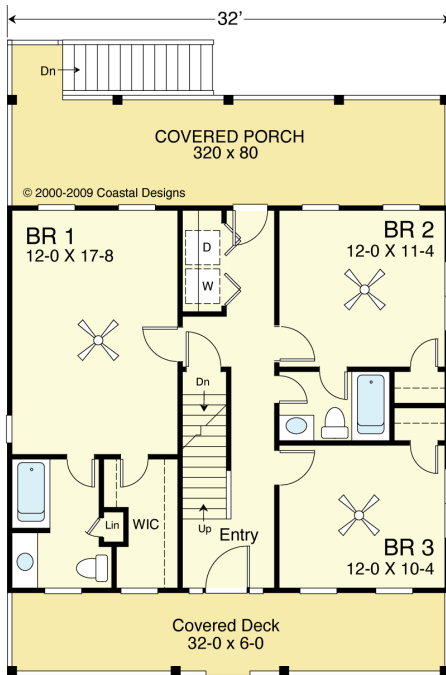 32'
Dn
COVERED PORCH
320 x 80
© 2000-2009 Coastal Designs
BR 1
12-0 X 17-8
D
W
BR 2
12-0 X 11-4
Dn
Lin
WIC
Up
Entry
BR 3
12-0 X 10-4
Covered Deck
32-0 x 6-0